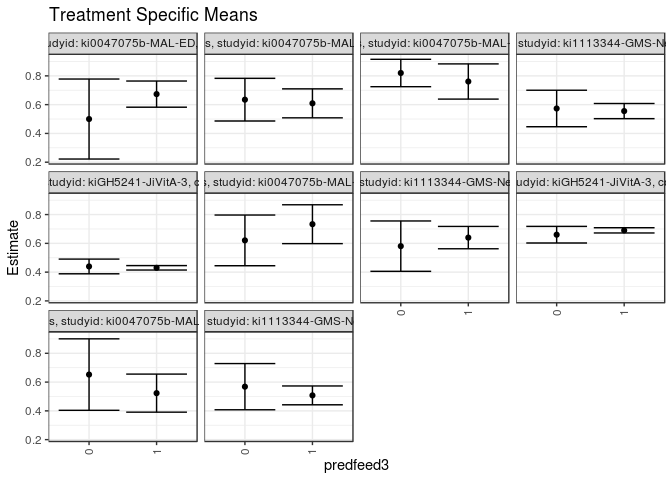 Treatment Specific Means
studyid: ki0047075b-MAL-ED,
s, studyid: ki0047075b-MAL
s, studyid: ki0047075b-MAL-
studyid: ki1113344-GMS-Ne
0.8
0.6
0.4
0.2
studyid: kiGH5241-JiVitA-3, c
s, studyid: ki0047075b-MAL
studyid: ki1113344-GMS-Ne
udyid: kiGH5241-JiVitA-3, c
0.8
0.6
0.4
0.2
0 1
0 1
s, studyid: ki0047075b-MAL
studyid: ki1113344-GMS-N
0.8
0.6
0.4
0.2
0 1
0 1
Estimate
predfeed3